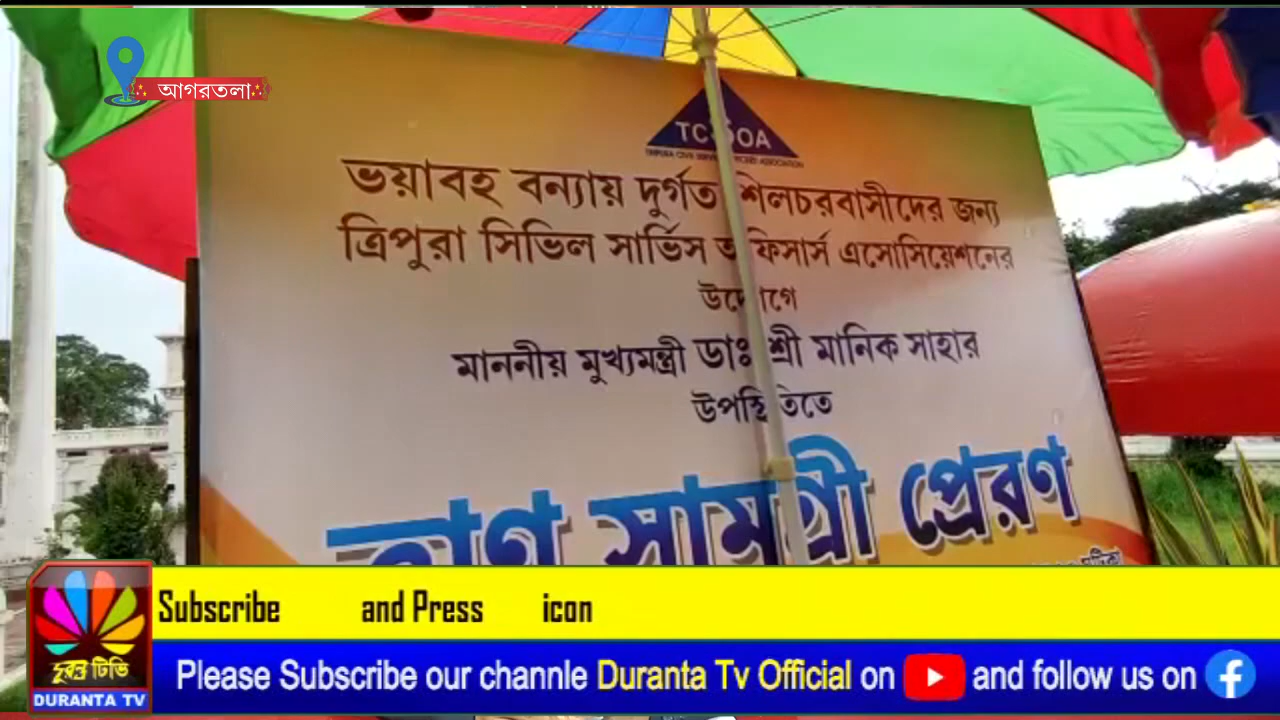 আগরতলা
TCSOA
TRIPURA CIVIL SERVICE OFFICERS ASSOCIATION
ভয়াবহ বন্যায় দুর্গত শিলচরবাসীদের জন্য
ত্রিপুরা সিভিল সার্ভিস অফিসার্স এসোসিয়েশনের
উদ্যোগে
মাননীয় মুখ্যমন্ত্রী ডাঃ শ্রী মানিক সাহার
উপস্থিতিতে
ত্রাণ সামগ্রী প্রেরণ
Subscribe and Press icon
দুরন্ত টিভি
DURANTA TV
Please Subscribe our channle Duranta Tv Official on and follow us on